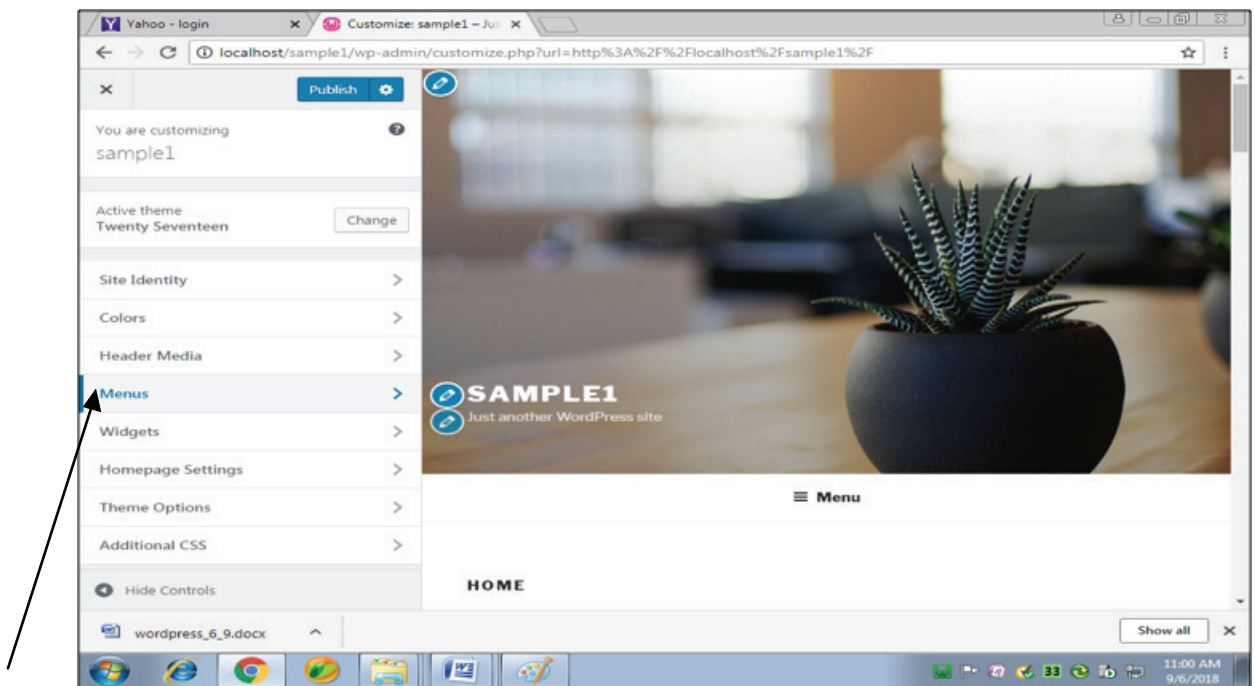 Yahoo - login
Customize: sample1 – Jus
localhost/sample1/wp-admin/customize.php?url=http%3A%2F%2Flocalhost%2Fsample1%2F
Publish
You are customizing
sample1
Active theme
Twenty Seventeen
Change
Site Identity
Colors
Header Media
Menus
Widgets
Homepage Settings
Theme Options
Additional CSS
Hide Controls
SAMPLE1
Just another WordPress site
Menu
HOME
wordpress_6_9.docx
Show all
33
11:00 AM
9/6/2018